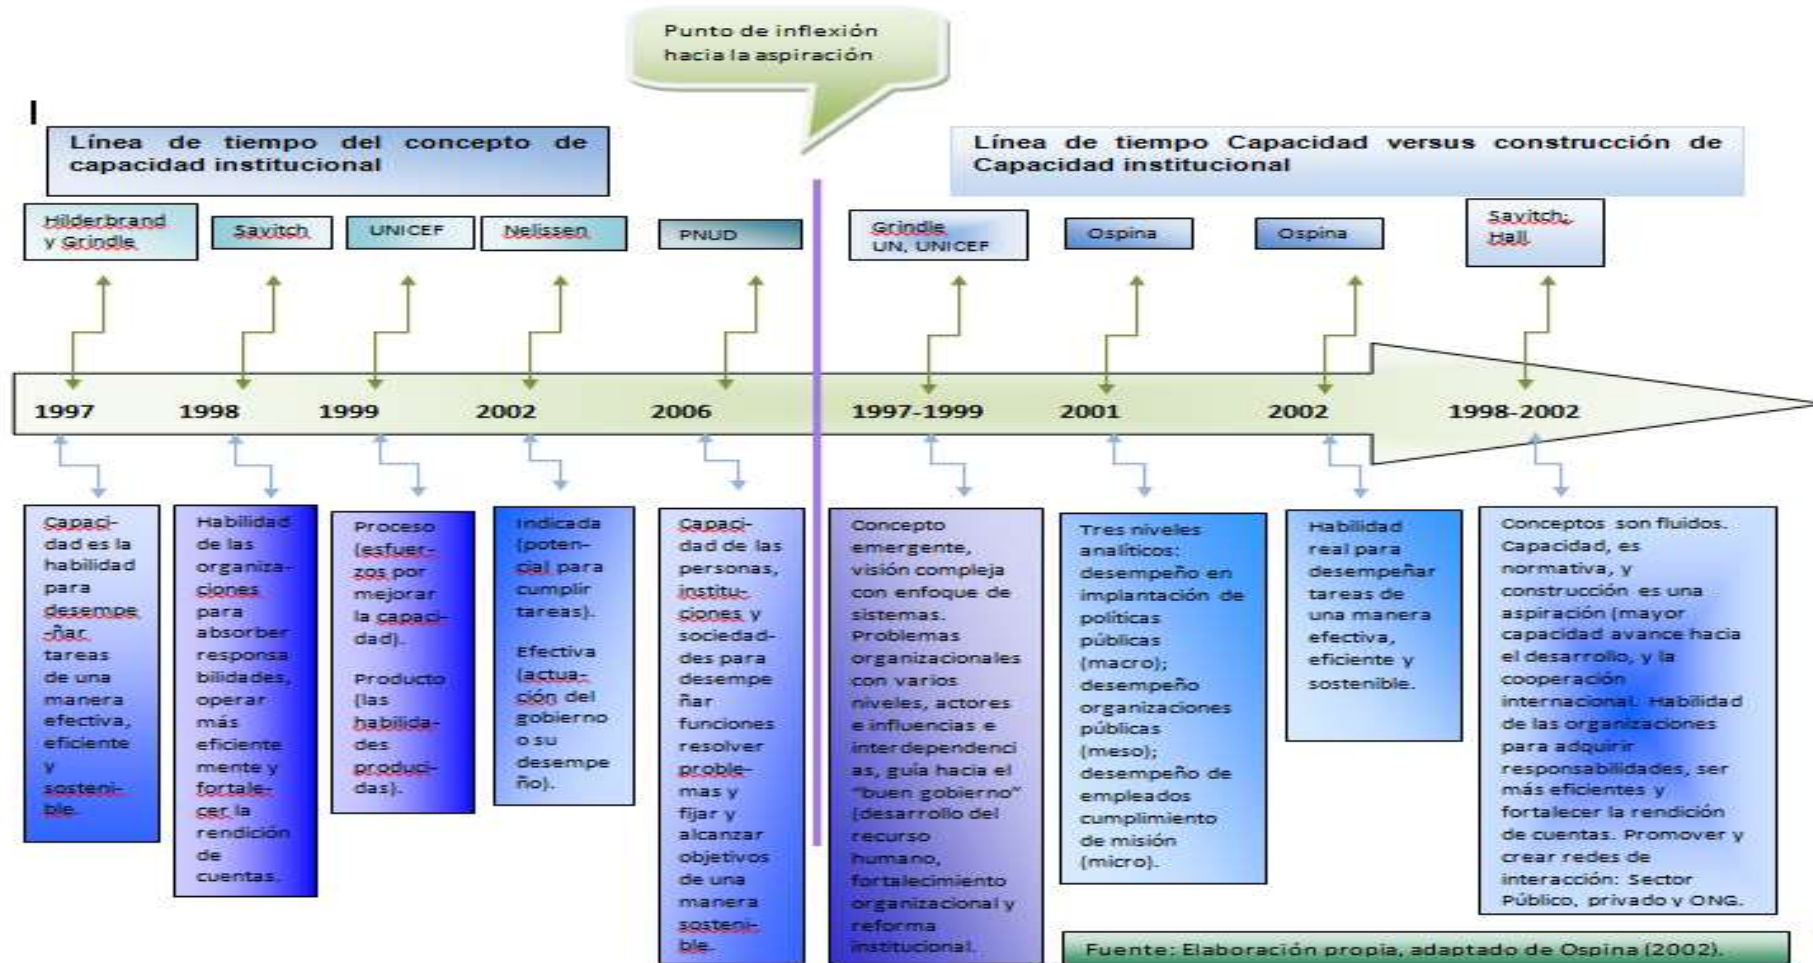 Punto de inflexión
hacia la aspiración
Línea de tiempo del concepto de
capacidad institucional
Línea de tiempo Capacidad versus construcción de
Capacidad institucional
Hilderbrand
y Grindle
Savitch
UNICEF
Nelissen
PNUD
Grindle
UN, UNICEF
Ospina
Ospina
Savitch;
Hall
1997
1998
1999
2002
2006
1997-1999
2001
2002
1998-2002
Capaci-
dad es la
habilidad
para
desempe
-ñar
tareas
de una
manera
efectiva,
eficiente
y
sosteni-
ble.
Habilidad
de las
organiza-
ciones
para
absorber
responsa
bilidades,
operar
más
eficiente
mente y
fortale-
cer la
rendición
de
cuentas.
Proceso
(esfuer-
zos por
mejorar
la capaci-
dad).
Producto
(las
habilida-
des
produci-
das).
Indicada
(poten-
cial para
cumplir
tareas).
Efectiva
(actua-
ción del
gobierno
o su
desempe
ño).
Capaci-
dad de las
personas,
institu-
ciones y
sociedad-
des para
desempe
ñar
funciones
resolver
proble-
mas y
fijar y
alcanzar
objetivos
de una
manera
sosteni-
ble.
Concepto
emergente,
visión compleja
con enfoque de
sistemas.
Problemas
organizacionales
con varios
niveles, actores
e influencias e
interdependenci
as, guía hacia el
"buen gobierno"
(desarrollo del
recurso
humano,
fortalecimiento
organizacional y
reforma
institucional.
Tres niveles
analíticos:
desempeño en
implantación de
políticas
públicas
(macro);
desempeño
organizaciones
públicas
(meso);
desempeño de
empleados
cumplimiento
de misión
(micro).
Habilidad
real para
desempeñar
tareas de
una manera
efectiva,
eficiente y
sostenible.
Conceptos son fluidos.
Capacidad, es
normativa, y
construcción es una
aspiración (mayor
capacidad avance hacia
el desarrollo, y la
cooperación
internacional. Habilidad
de las organizaciones
para adquirir
responsabilidades, ser
más eficientes y
fortalecer la rendición
de cuentas. Promover y
crear redes de
interacción: Sector
Público, privado y ONG.
Fuente: Elaboración propia, adaptado de Ospina (2002).